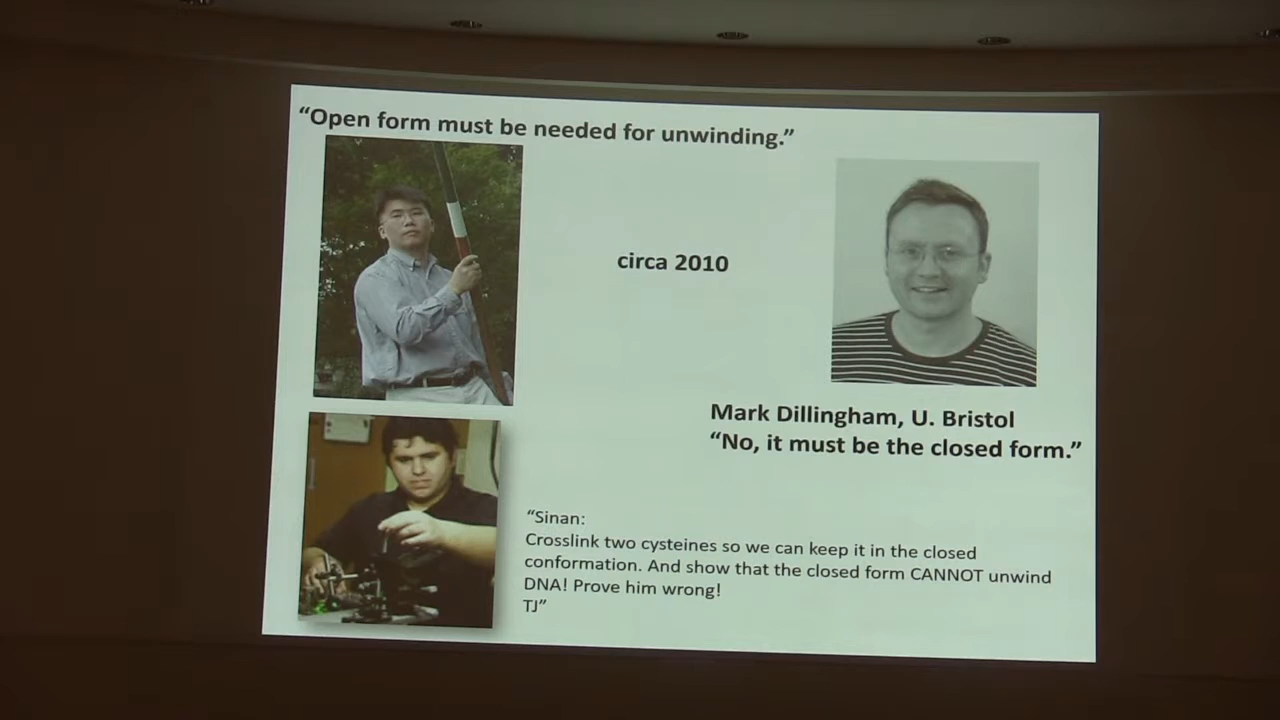 “Open form must be needed for unwinding.”
circa 2010
Mark Dillingham, U. Bristol
“No, it must be the closed form.”
“Sinan:
Crosslink two cysteines so we can keep it in the closed
conformation. And show that the closed form CANNOT unwind
DNA! Prove him wrong!
TJ”